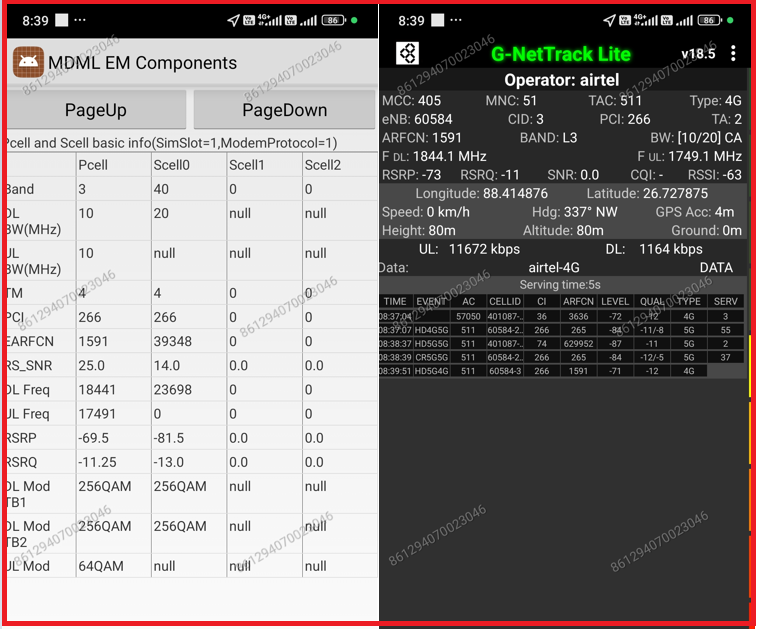 8:39 ... 4G+ 86
MDML EM Components
PageUp PageDown
Pcell and Scell basic info(SimSlot=1,ModemProtocol=1)
Pcell Scell0 Scell1 Scell2
Band 3 40 0 0
DL BW(MHz) 10 20 null null
UL BW(MHz) 10 null null null
TM 4 4 0 0
PCI 266 266 0 0
EARFCN 1591 39348 0 0
RS_SNR 25.0 14.0 0.0 0.0
DL Freq 18441 23698 0 0
UL Freq 17491 0 0 0
RSRP -69.5 -81.5 0.0 0.0
RSRQ -11.25 -13.0 0.0 0.0
DL Mod TB1 256QAM 256QAM null null
DL Mod TB2 256QAM 256QAM null null
UL Mod 64QAM null null null
8:39 ... 4G+ 86
G-NetTrack Lite v18.5
Operator: airtel
MCC: 405 MNC: 51 TAC: 511 Type: 4G
eNB: 60584 CID: 3 PCI: 266 TA: 2
ARFCN: 1591 BAND: L3 BW: [10/20] CA
F DL: 1844.1 MHz F UL: 1749.1 MHz
RSRP: -73 RSRQ: -11 SNR: 0.0 CQI: - RSSI: -63
Longitude: 88.414876 Latitude: 26.727875
Speed: 0 km/h Hdg: 337° NW GPS Acc: 4m
Height: 80m Altitude: 80m Ground: 0m
UL: 11672 kbps DL: 1164 kbps
Data: airtel-4G DATA
Serving time:5s
TIME EVENT AC CELLID CI ARFCN LEVEL QUAL TYPE SERV
08:37:04 57050 401087-.. 36 3636 -72 -12 4G 3
08:37:07 HD4G5G 511 60584-2.. 266 265 -84 -11/-8 5G 55
08:38:37 HD5G5G 511 401087-.. 74 629952 -87 -11 5G 2
08:38:39 CR5G5G 511 60584-2.. 266 265 -84 -12/-5 5G 37
08:39:51 HD5G4G 511 60584-3 266 1591 -71 -12 4G
861294070023046
861294070023046
861294070023046
861294070023046
861294070023046
861294070023046
861294070023046
861294070023046
861294070023046
861294070023046